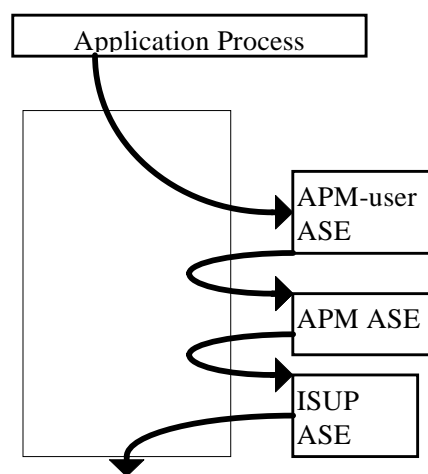 Application Process
APM-user
ASE
APM ASE
ISUP
ASE